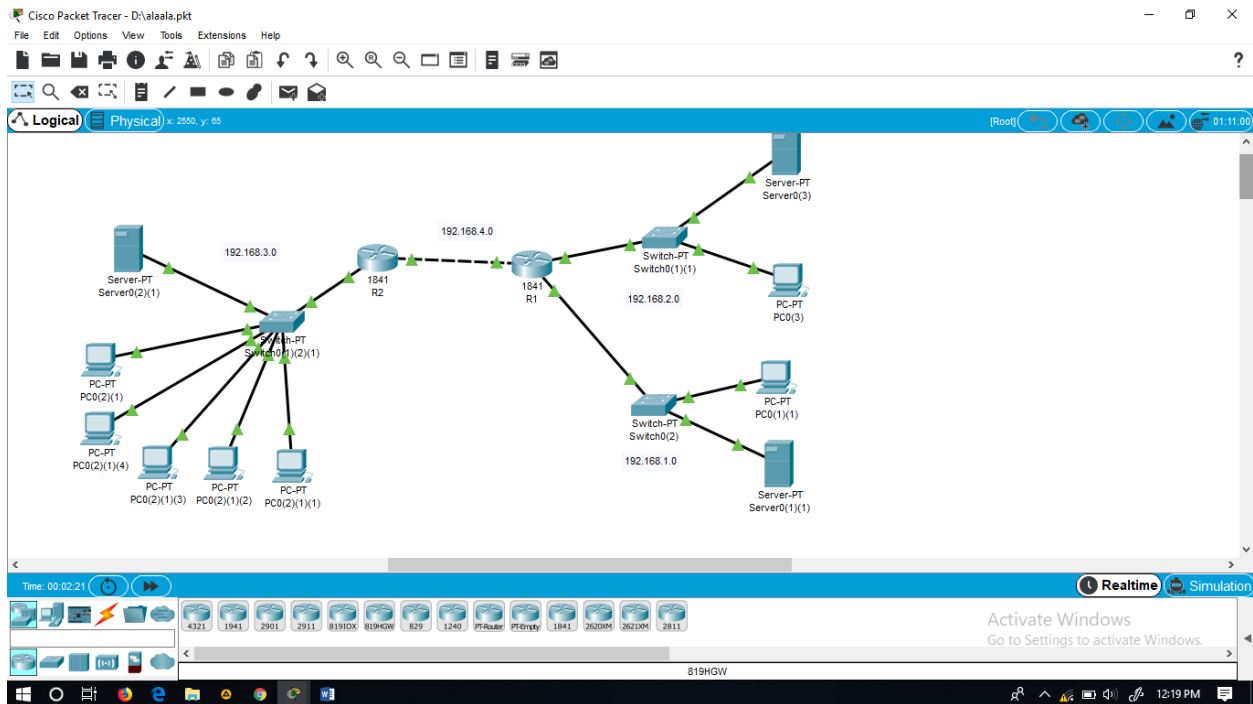 Cisco Packet Tracer - D:\alaala.pkt
File Edit Options View Tools Extensions Help
?
Logical Physical x: 2550, y: 65 [Root] 01:11:00
Server-PT
Server0(3)
192.168.4.0
192.168.3.0
Switch-PT
Switch0(1)(1)
Server-PT
Server0(2)(1)
1841
R2
1841
R1
192.168.2.0
PC-PT
PC0(3)
Switch-PT
Switch0(1)(2)(1)
PC-PT
PC0(2)(1)
PC-PT
PC0(1)(1)
Switch-PT
Switch0(2)
PC-PT
PC0(2)(1)(4)
192.168.1.0
PC-PT
PC0(2)(1)(3)
PC-PT
PC0(2)(1)(2)
PC-PT
PC0(2)(1)(1)
Server-PT
Server0(1)(1)
Time: 00:02:21 Realtime Simulation
4321 1941 2901 2911 819IOX 819HGW 829 1240 PT-Router PT-Empty 1841 2620XM 2621XM 2811
Activate Windows
Go to Settings to activate Windows.
819HGW
12:19 PM